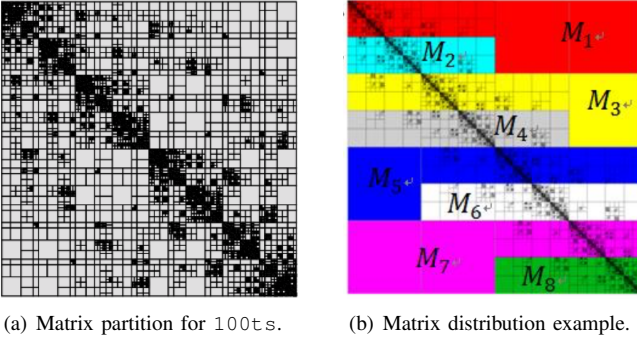 M₁
M₂
M₃
M₄
M₅
M₆
M₇
M₈
(a) Matrix partition for 100ts.
(b) Matrix distribution example.